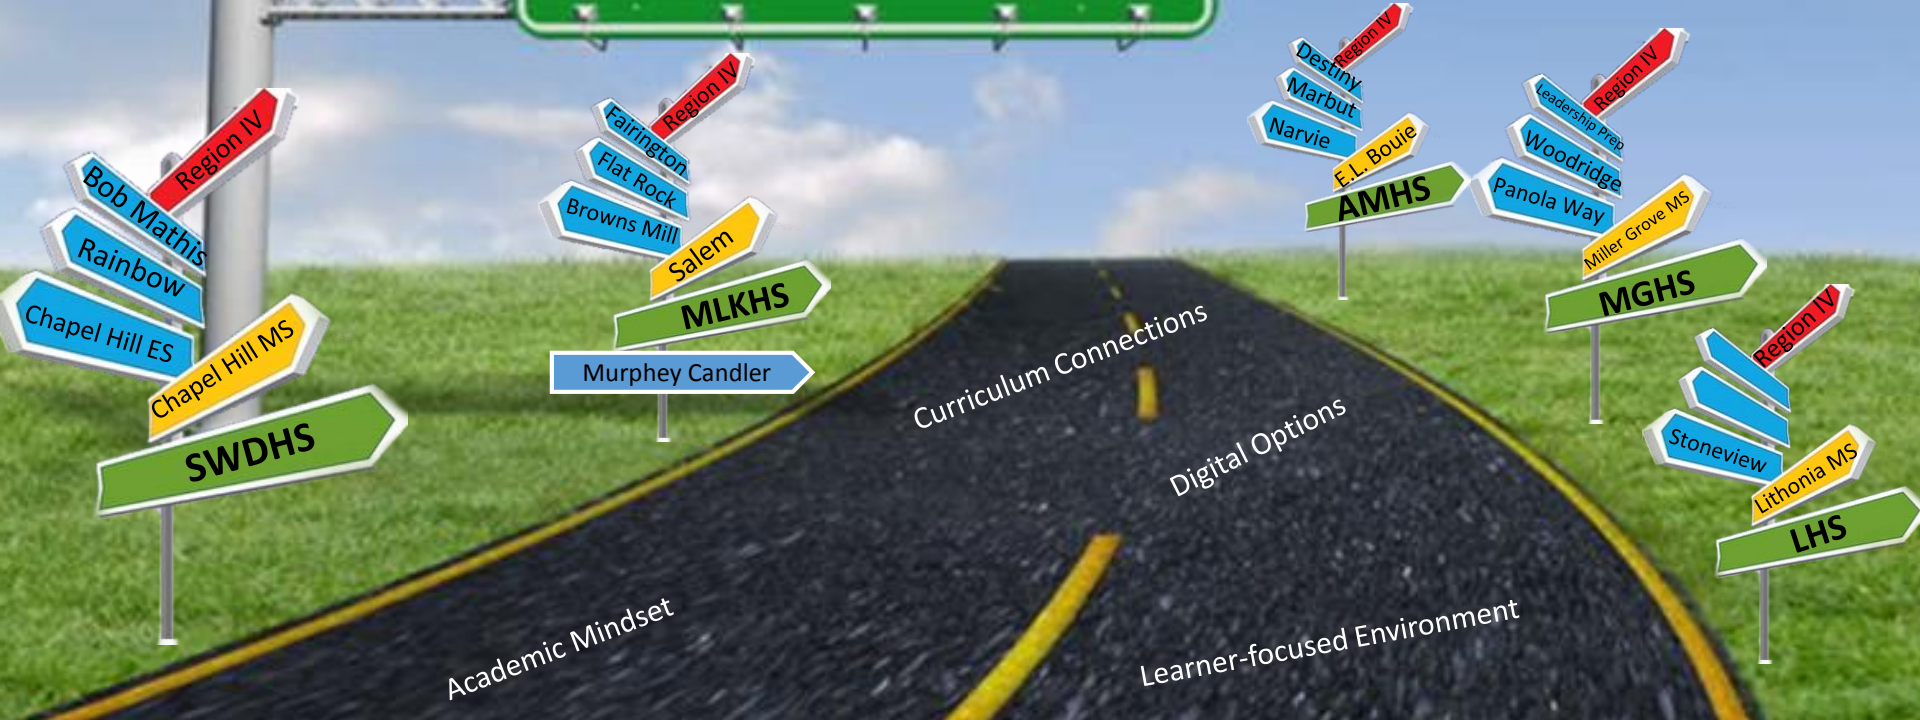 Region IV
Bob Mathis
Rainbow
Chapel Hill ES
Chapel Hill MS
SWDHS
Region IV
Fairington
Flat Rock
Browns Mill
Salem
MLKHS
Murphey Candler
Region IV
Destiny
Marbut
Narvie
E.L. Bouie
AMHS
Region IV
Leadership Prep
Woodridge
Panola Way
Miller Grove MS
MGHS
Region IV
Stoneview
Lithonia MS
LHS
Curriculum Connections
Digital Options
Academic Mindset
Learner-focused Environment